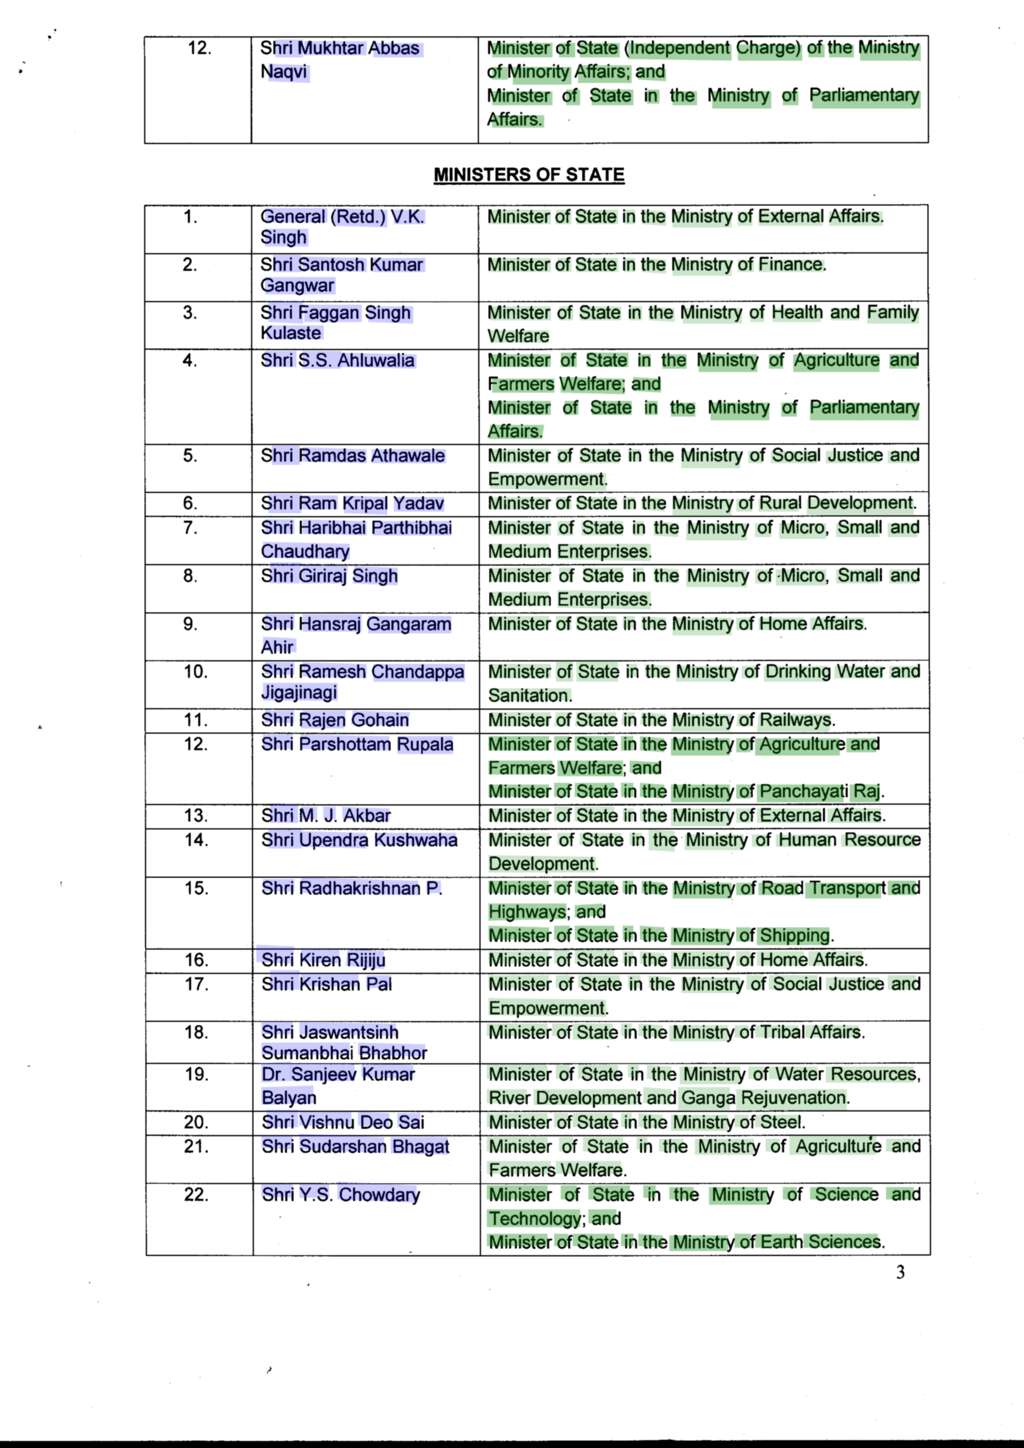 12. Shri Mukhtar Abbas Minister of State (Independent Charge) of the Ministry
Naqvi of Minority Affairs; and
Minister of State in the Ministry of Parliamentary
Affairs.
MINISTERS OF STATE
1. General (Retd.) V.K. Minister of State in the Ministry of External Affairs.
Singh
2. Shri Santosh Kumar Minister of State in the Ministry of Finance.
Gangwar
3. Shri Faggan Singh Minister of State in the Ministry of Health and Family
Kulaste Welfare
4. Shri S.S. Ahluwalia Minister of State in the Ministry of Agriculture and
Farmers Welfare; and
Minister of State in the Ministry of Parliamentary
Affairs.
5. Shri Ramdas Athawale Minister of State in the Ministry of Social Justice and
Empowerment.
6. Shri Ram Kripal Yadav Minister of State in the Ministry of Rural Development.
7. Shri Haribhai Parthibhai Minister of State in the Ministry of Micro, Small and
Chaudhary Medium Enterprises.
8. Shri Giriraj Singh Minister of State in the Ministry of Micro, Small and
Medium Enterprises.
9. Shri Hansraj Gangaram Minister of State in the Ministry of Home Affairs.
Ahir
10. Shri Ramesh Chandappa Minister of State in the Ministry of Drinking Water and
Jigajinagi Sanitation.
11. Shri Rajen Gohain Minister of State in the Ministry of Railways.
12. Shri Parshottam Rupala Minister of State in the Ministry of Agriculture and
Farmers Welfare; and
Minister of State in the Ministry of Panchayati Raj.
13. Shri M. J. Akbar Minister of State in the Ministry of External Affairs.
14. Shri Upendra Kushwaha Minister of State in the Ministry of Human Resource
Development.
15. Shri Radhakrishnan P. Minister of State in the Ministry of Road Transport and
Highways; and
Minister of State in the Ministry of Shipping.
16. Shri Kiren Rijiju Minister of State in the Ministry of Home Affairs.
17. Shri Krishan Pal Minister of State in the Ministry of Social Justice and
Empowerment.
18. Shri Jaswantsinh Minister of State in the Ministry of Tribal Affairs.
Sumanbhai Bhabhor
19. Dr. Sanjeev Kumar Minister of State in the Ministry of Water Resources,
Balyan River Development and Ganga Rejuvenation.
20. Shri Vishnu Deo Sai Minister of State in the Ministry of Steel.
21. Shri Sudarshan Bhagat Minister of State in the Ministry of Agriculture and
Farmers Welfare.
22. Shri Y.S. Chowdary Minister of State in the Ministry of Science and
Technology; and
Minister of State in the Ministry of Earth Sciences.
3